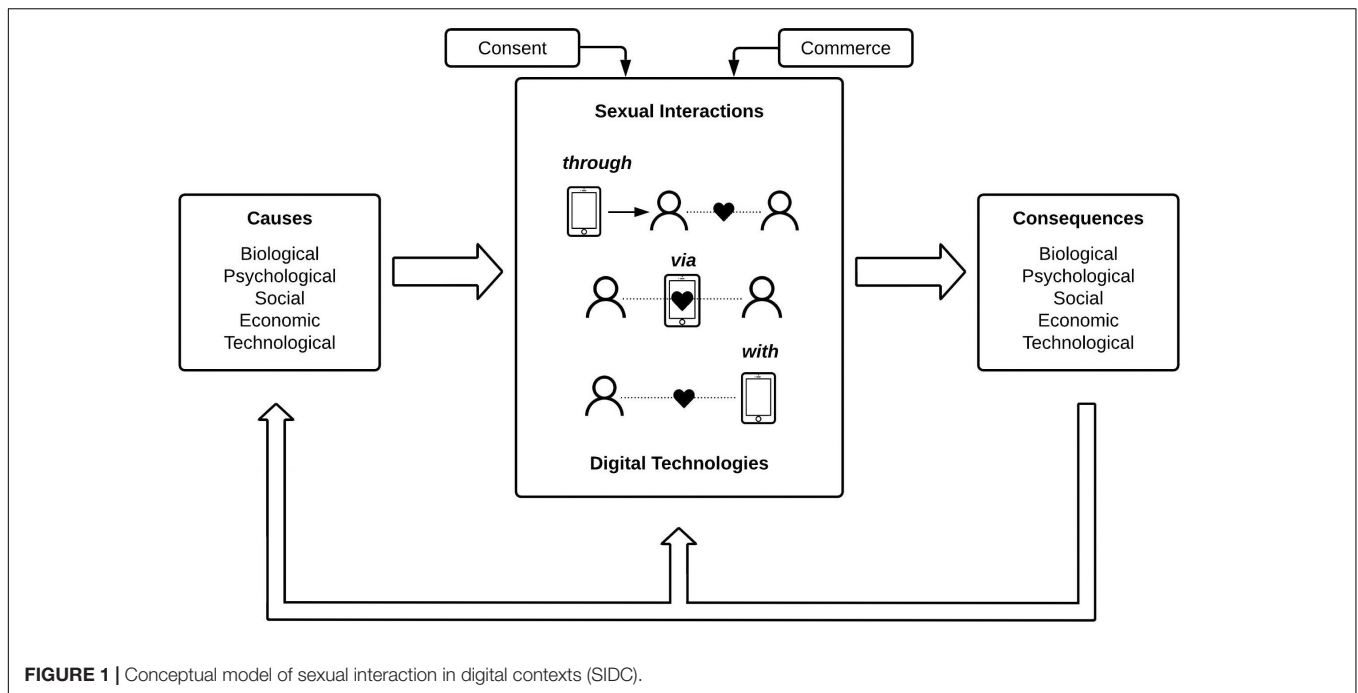 Consent
Commerce
Sexual Interactions
through
via
with
Digital Technologies
Causes
Biological
Psychological
Social
Economic
Technological
Consequences
Biological
Psychological
Social
Economic
Technological
FIGURE 1 | Conceptual model of sexual interaction in digital contexts (SIDC).